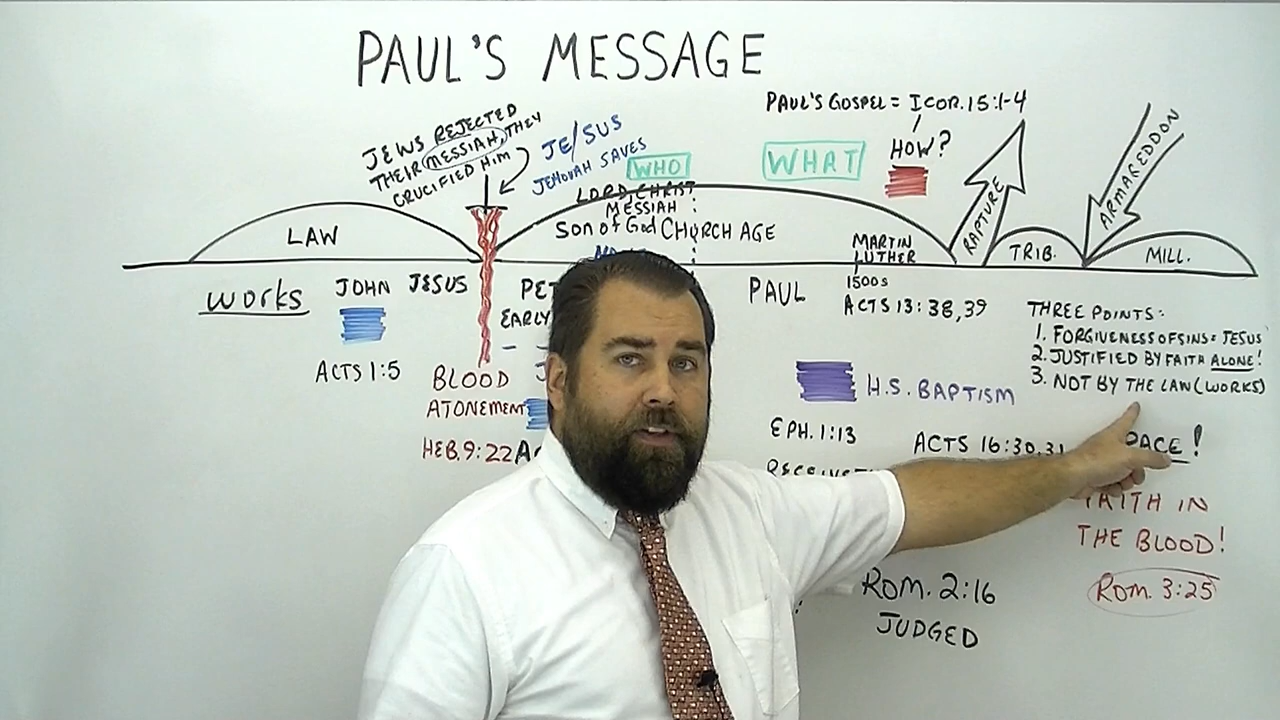 PAUL'S MESSAGE
PAUL'S GOSPEL = I COR. 15:1-4
HOW?
JEWS REJECTED
THEIR MESSIAH, THEY
CRUCIFIED HIM
JE/SUS
JEHOVAH SAVES
WHO
WHAT
LORD, CHRIST
MESSIAH
Son of God
CHURCH AGE
LAW
MARTIN
LUTHER
1500s
RAPTURE
TRIB.
ARMAGEDDON
MILL.
WORKS
JOHN
JESUS
EARLY
PAUL
ACTS 13:38,39
THREE POINTS:
1. FORGIVENESS OF SINS = JESUS
2. JUSTIFIED BY FAITH ALONE!
3. NOT BY THE LAW (WORKS)
ACTS 1:5
BLOOD
ATONEMENT
HEB. 9:22
H.S. BAPTISM
EPH. 1:13
ACTS 16:30,31
FAITH IN
THE BLOOD!
ROM. 3:25
ROM. 2:16
JUDGED